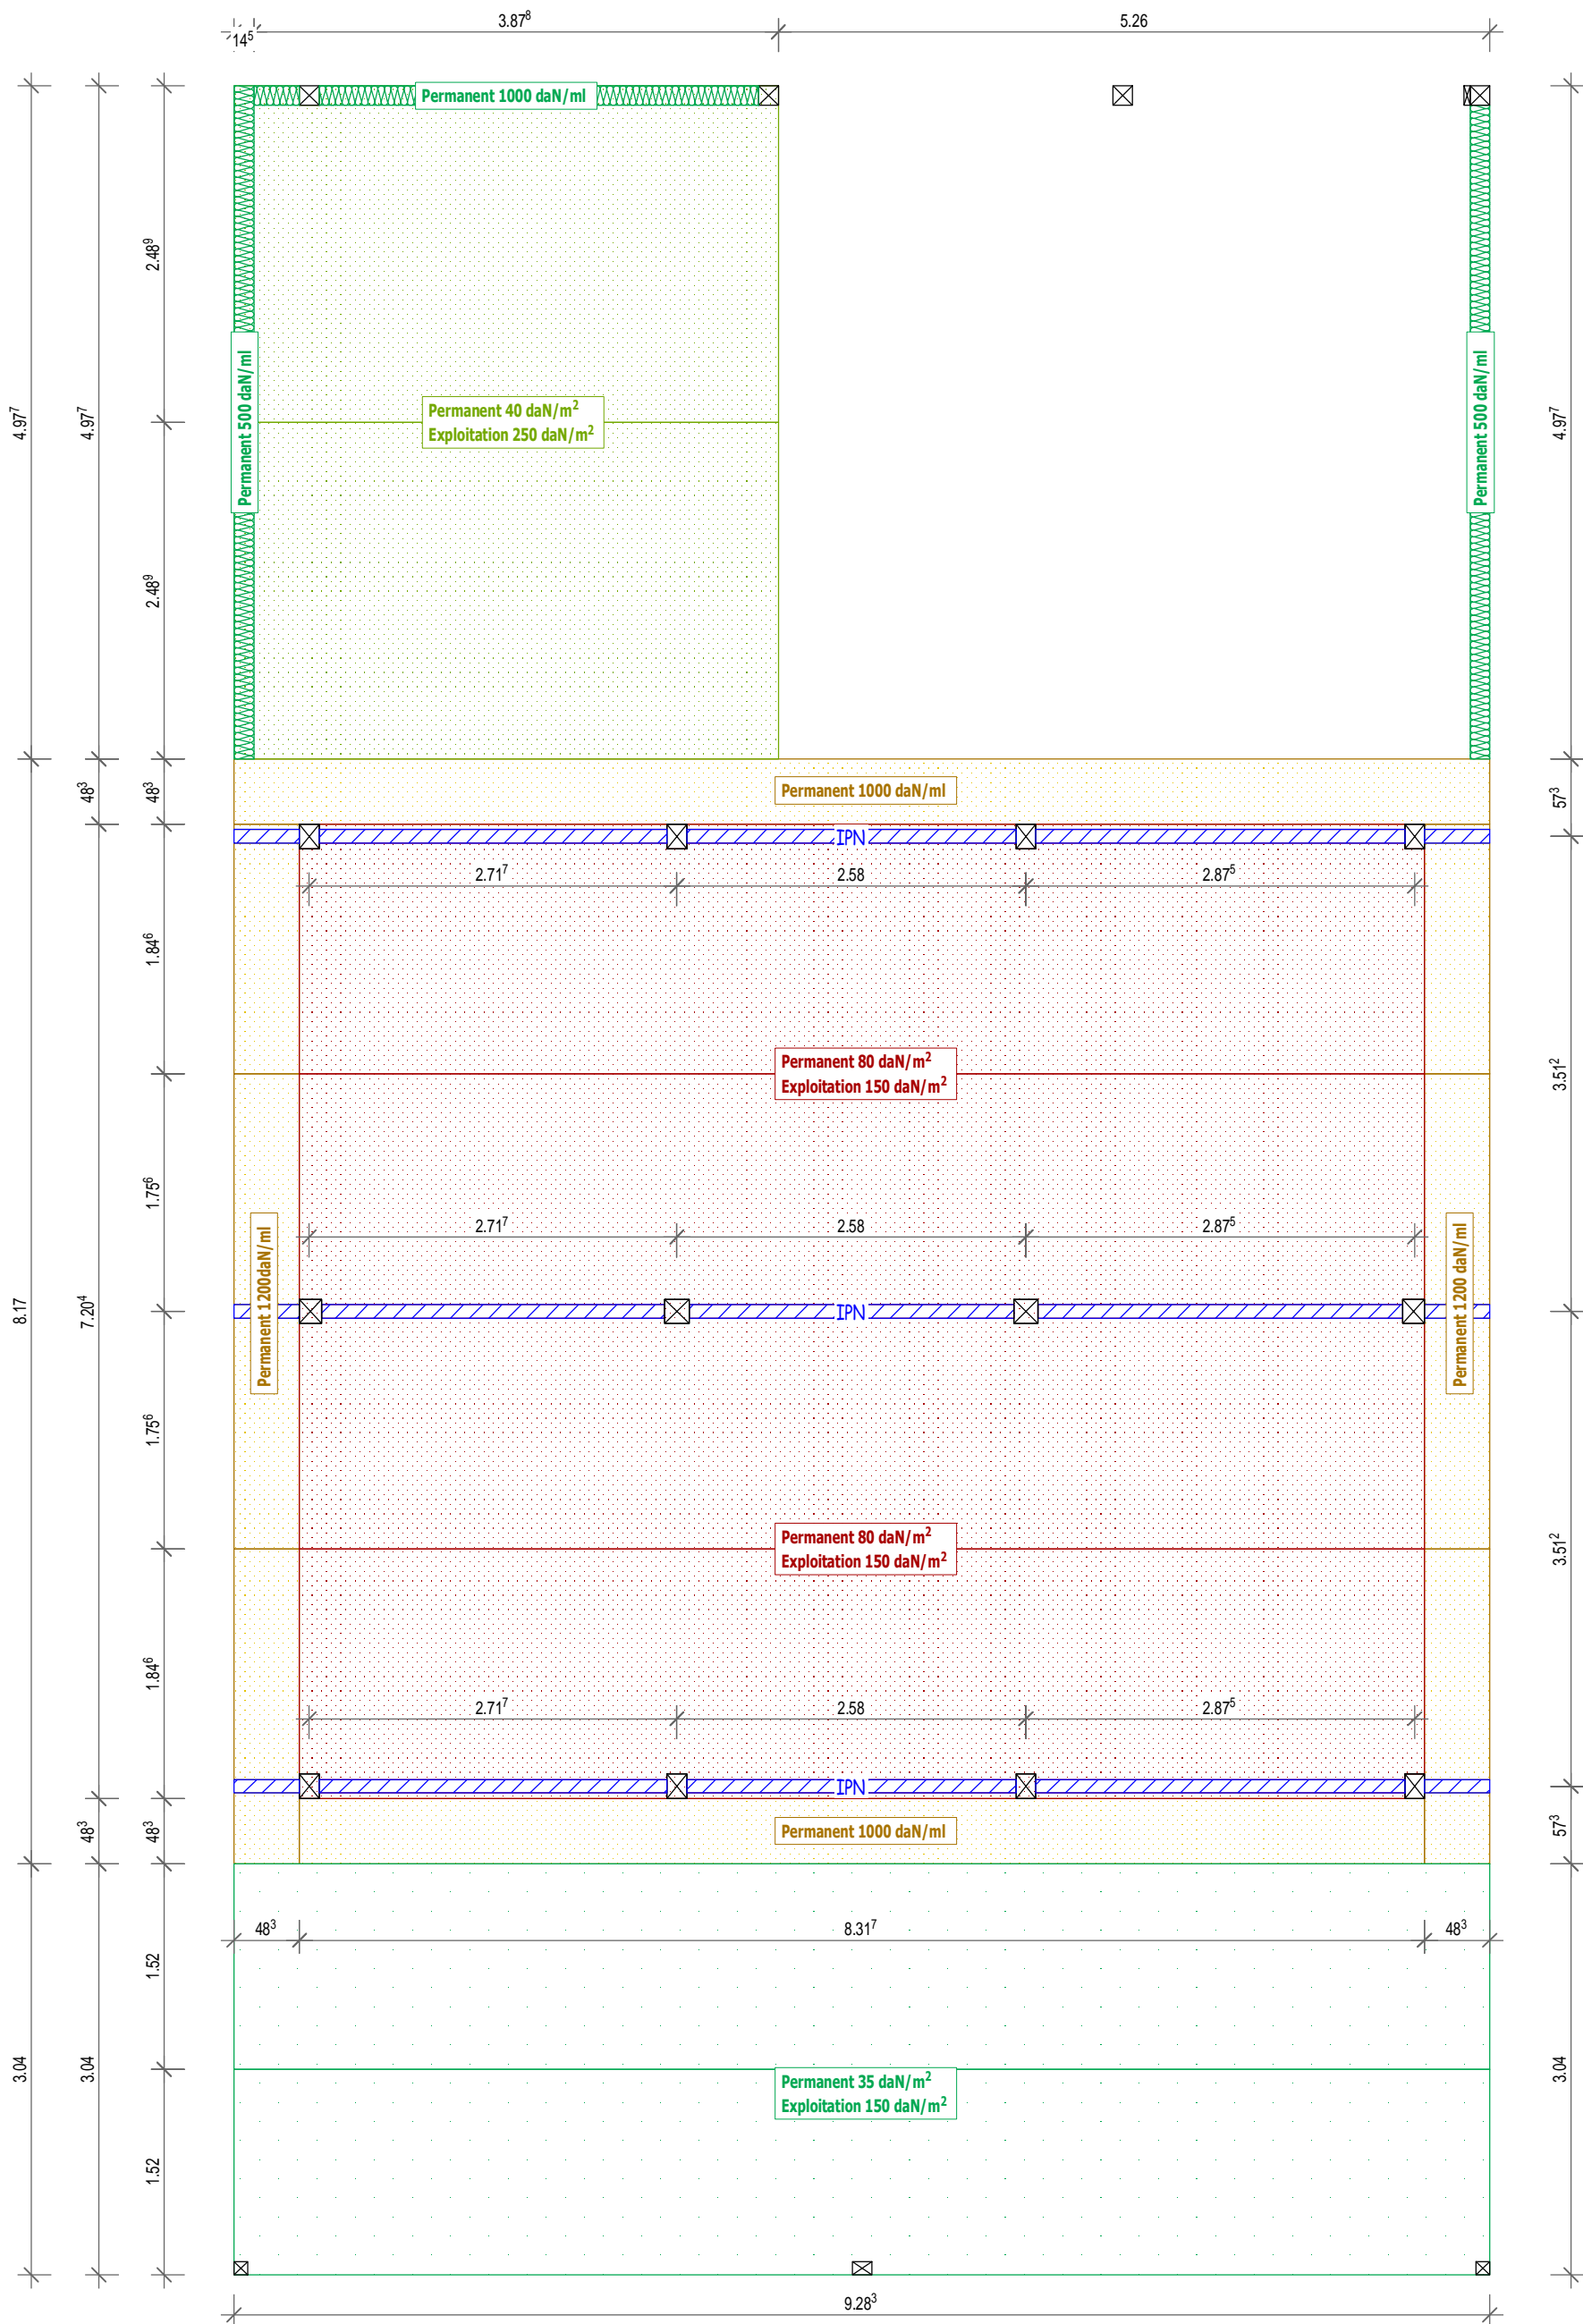 3.87⁸
5.26
14⁵
Permanent 1000 daN/ml
2.48⁹
4.97⁷
4.97⁷
4.97⁷
Permanent 500 daN/ml
Permanent 500 daN/ml
Permanent 40 daN/m²
Exploitation 250 daN/m²
2.48⁹
48³
48³
Permanent 1000 daN/ml
57³
IPN
2.71⁷
2.58
2.87⁵
1.84⁶
Permanent 80 daN/m²
Exploitation 150 daN/m²
3.51²
1.75⁶
2.71⁷
2.58
2.87⁵
Permanent 1200daN/ml
Permanent 1200 daN/ml
8.17
7.20⁴
IPN
1.75⁶
Permanent 80 daN/m²
Exploitation 150 daN/m²
3.51²
1.84⁶
2.71⁷
2.58
2.87⁵
IPN
48³
48³
Permanent 1000 daN/ml
57³
48³
8.31⁷
48³
1.52
3.04
3.04
3.04
Permanent 35 daN/m²
Exploitation 150 daN/m²
1.52
9.28³